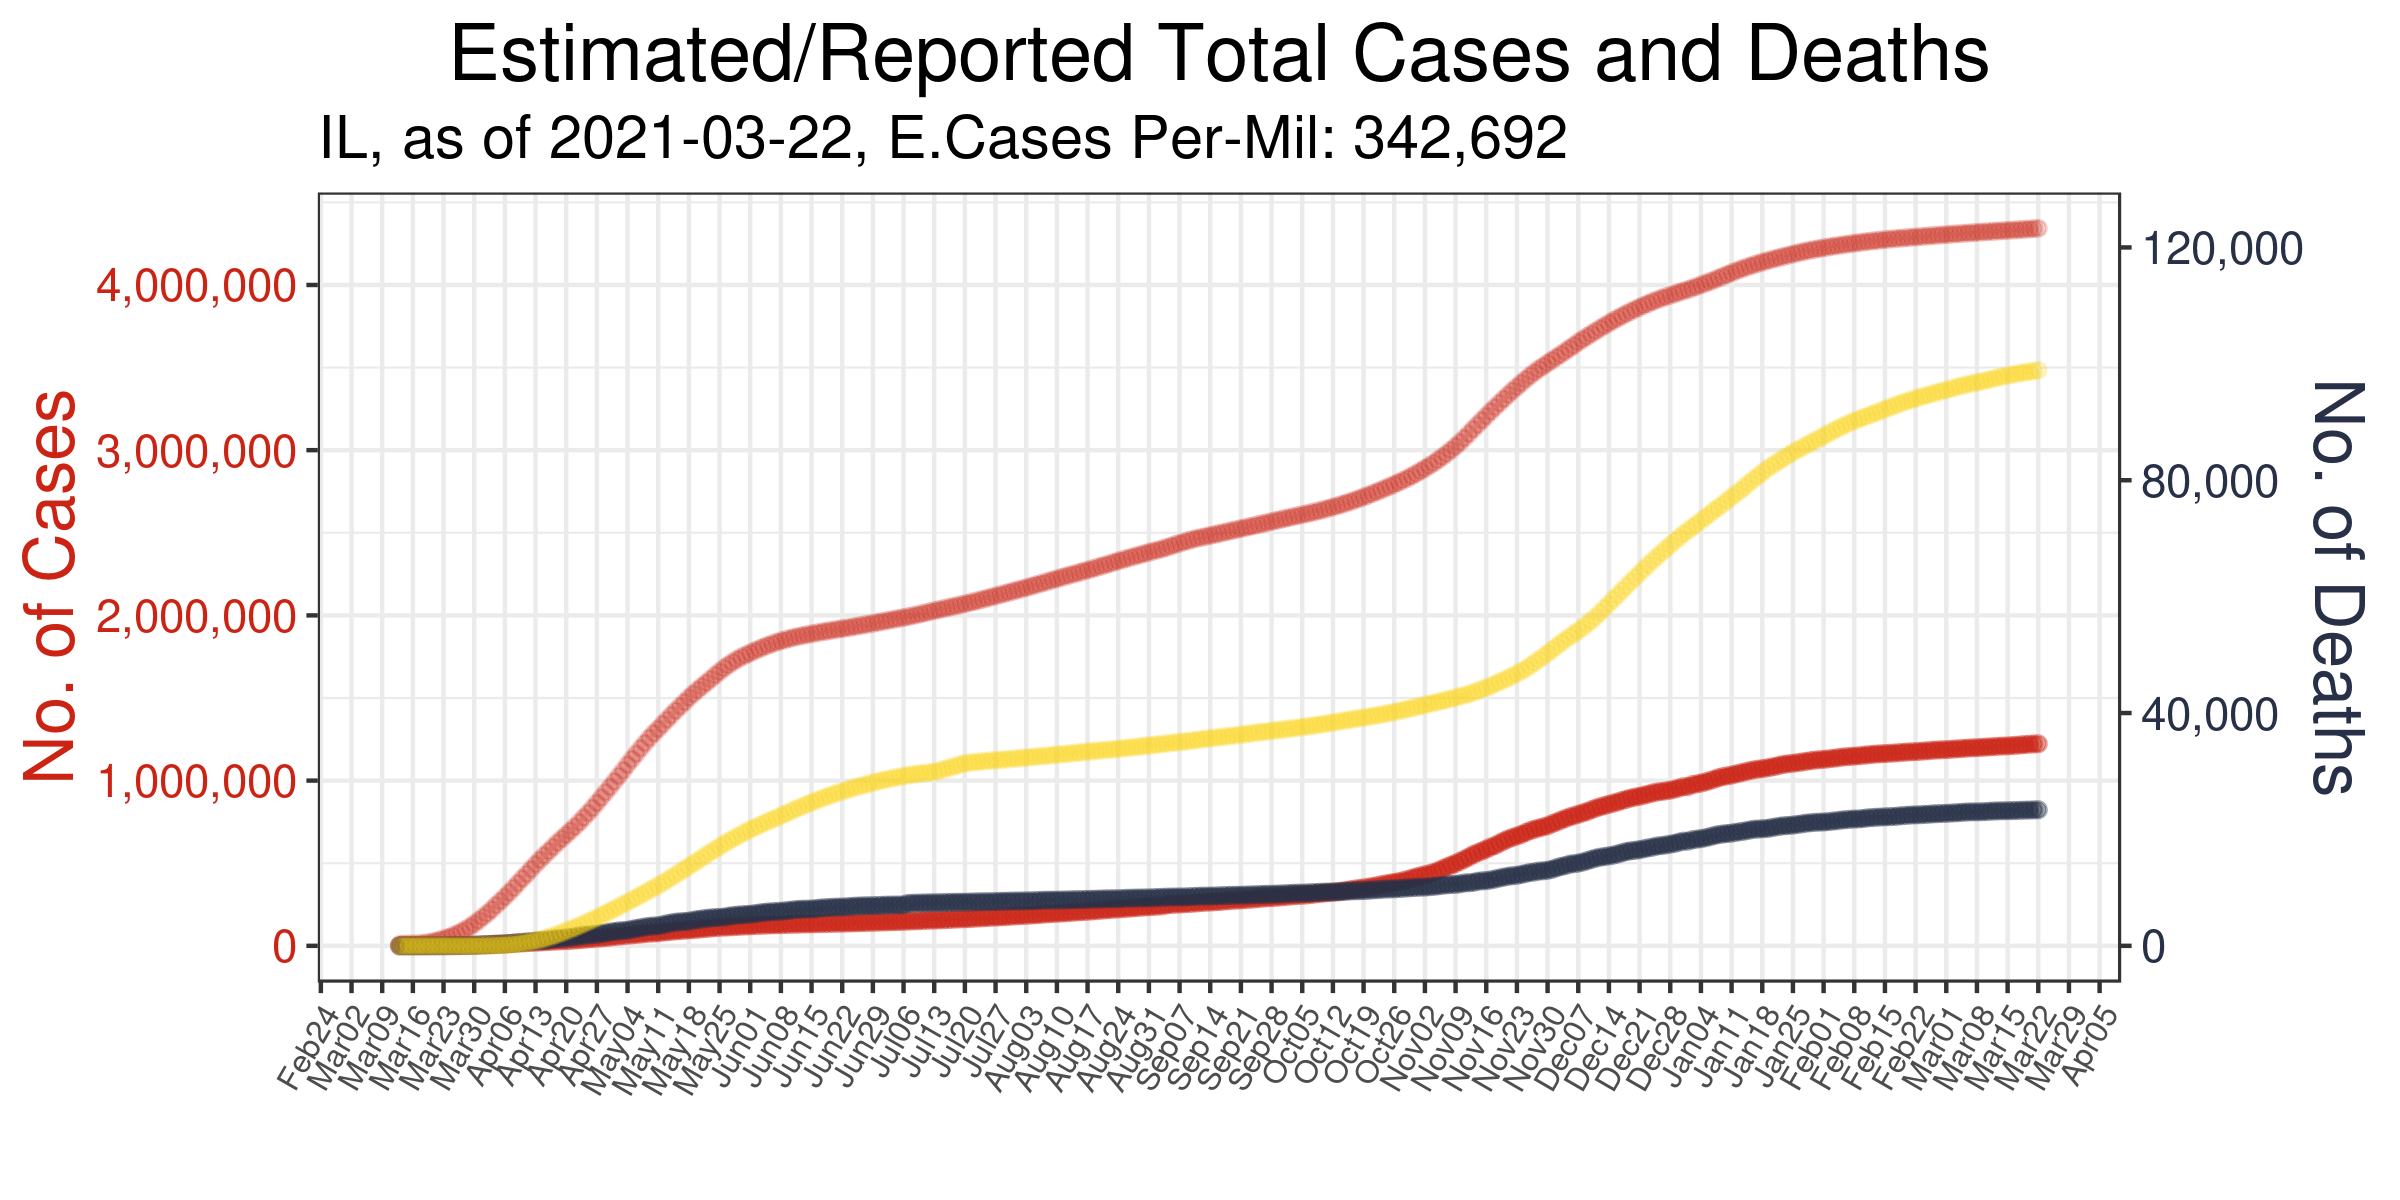 Estimated/Reported Total Cases and Deaths
IL, as of 2021-03-22, E.Cases Per-Mil: 342,692
No. of Cases
4,000,000
3,000,000
2,000,000
1,000,000
0
120,000
80,000
40,000
0
No. of Deaths
Feb24
Mar02
Mar09
Mar16
Mar23
Mar30
Apr06
Apr13
Apr20
Apr27
May04
May11
May18
May25
Jun01
Jun08
Jun15
Jun22
Jun29
Jul06
Jul13
Jul20
Jul27
Aug03
Aug10
Aug17
Aug24
Aug31
Sep07
Sep14
Sep21
Sep28
Oct05
Oct12
Oct19
Oct26
Nov02
Nov09
Nov16
Nov23
Nov30
Dec07
Dec14
Dec21
Dec28
Jan04
Jan11
Jan18
Jan25
Feb01
Feb08
Feb15
Feb22
Mar01
Mar08
Mar15
Mar22
Mar29
Apr05